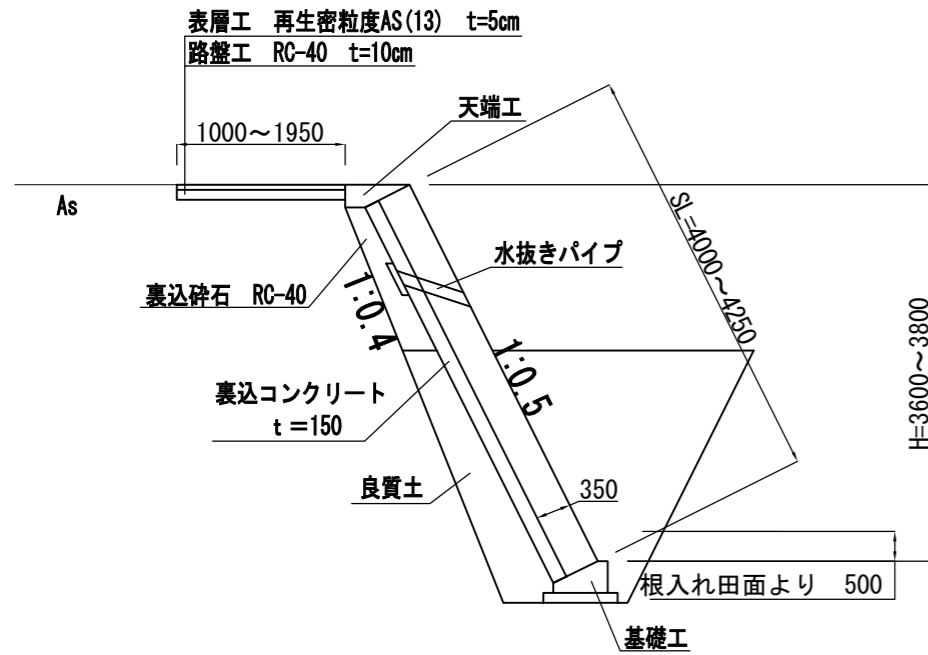 表層工 再生密粒度AS(13) t=5cm
路盤工 RC-40 t=10cm
天端工
1000～1950
As
SL=4000～4250
水抜きパイプ
裏込砕石 RC-40
1:0.4
H=3600～3800
1:0.5
裏込コンクリート
t=150
良質土
350
根入れ田面より 500
基礎工